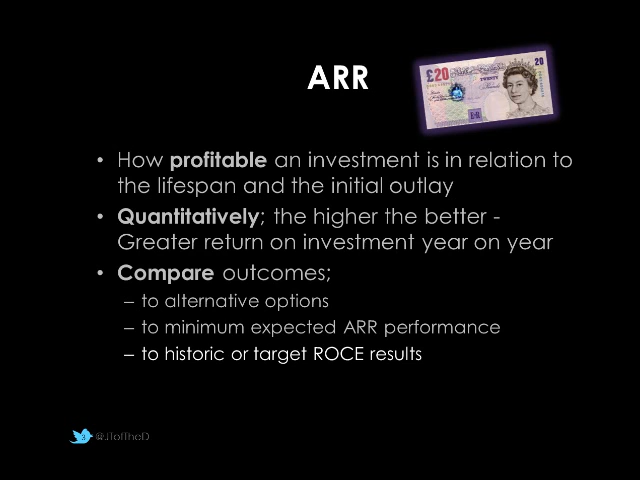 ARR
£20
20
• How profitable an investment is in relation to
the lifespan and the initial outlay
• Quantitatively; the higher the better -
Greater return on investment year on year
• Compare outcomes;
– to alternative options
– to minimum expected ARR performance
– to historic or target ROCE results
@JTofTheD